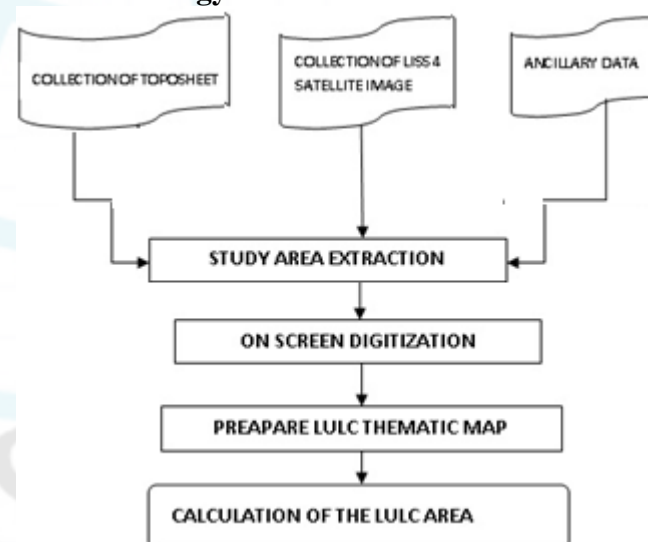 COLLECTION OF TOPOSHEET
COLLECTION OF LISS 4
SATELLITE IMAGE
ANCILLARY DATA
STUDY AREA EXTRACTION
ON SCREEN DIGITIZATION
PREAPARE LULC THEMATIC MAP
CALCULATION OF THE LULC AREA